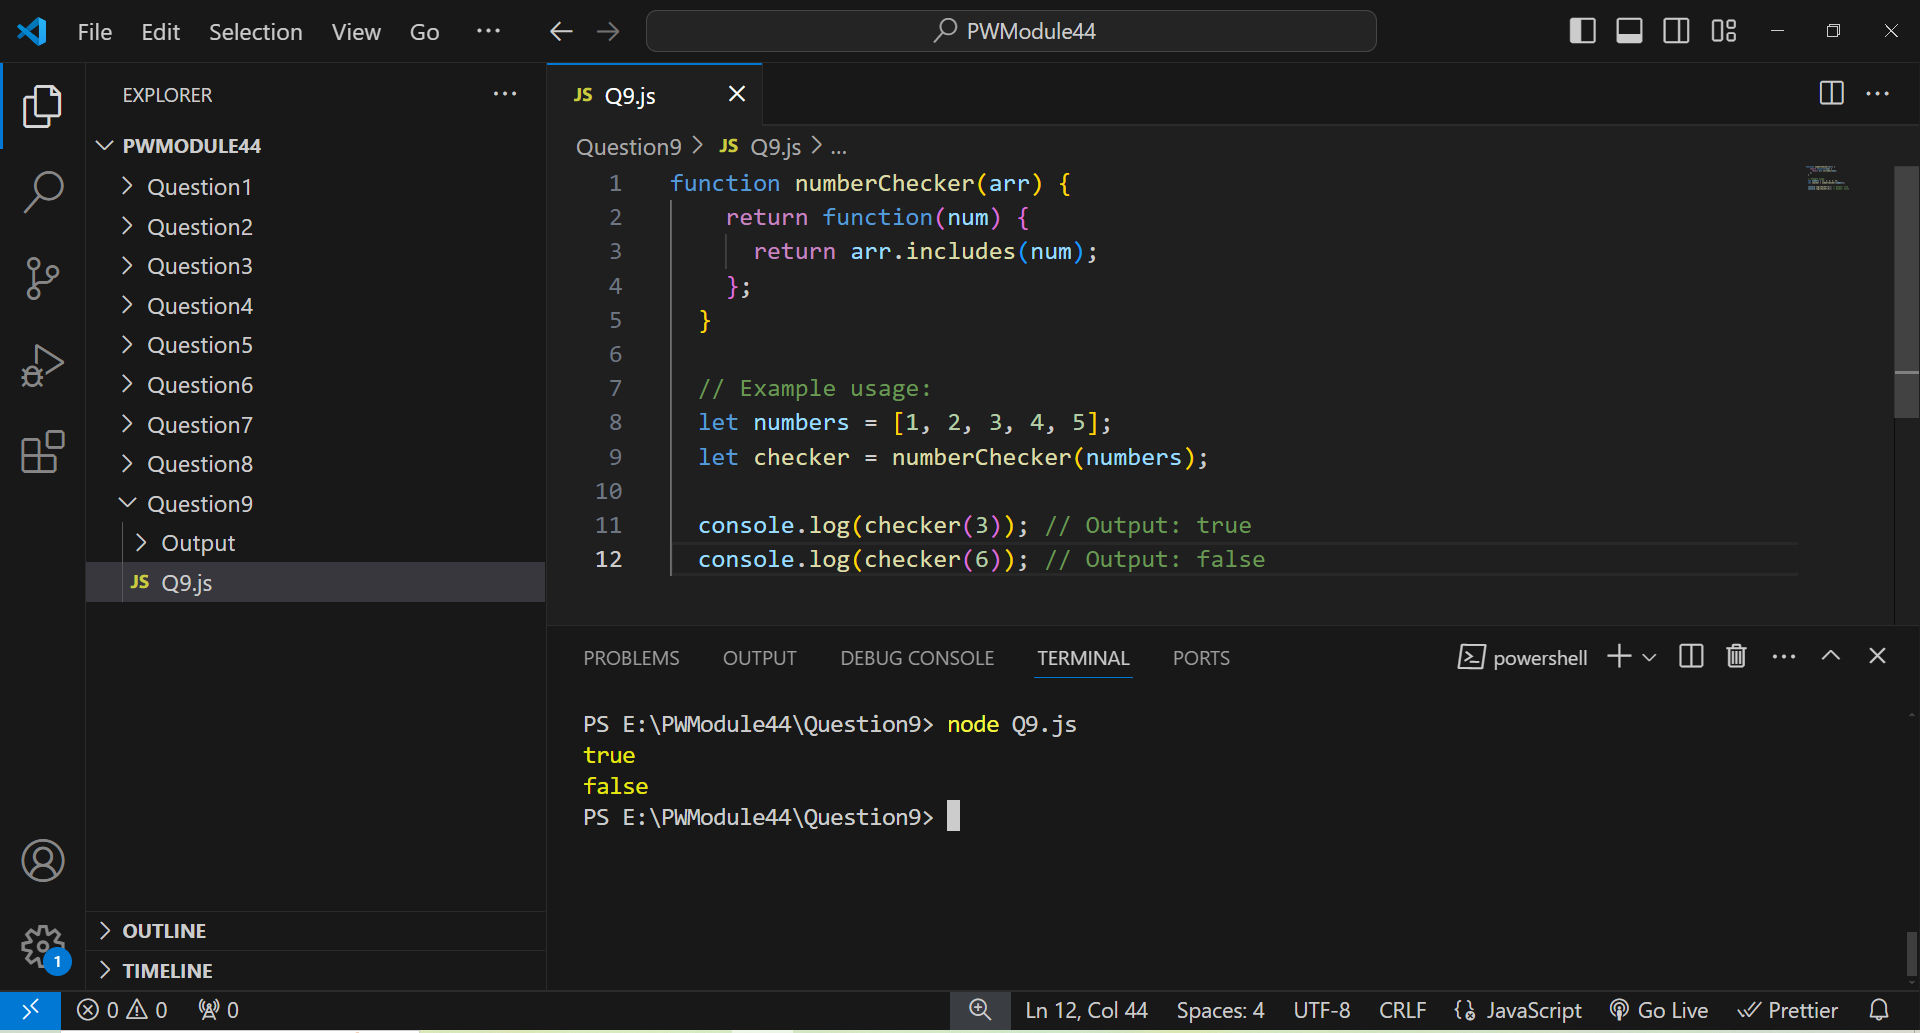 File Edit Selection View Go ··· PWModule44
EXPLORER ···
PWMODULE44
Question1
Question2
Question3
Question4
Question5
Question6
Question7
Question8
Question9
Output
JS Q9.js
OUTLINE
TIMELINE
1
JS Q9.js
Question9 > JS Q9.js > ...
1 function numberChecker(arr) {
2 return function(num) {
3 return arr.includes(num);
4 };
5 }
6
7 // Example usage:
8 let numbers = [1, 2, 3, 4, 5];
9 let checker = numberChecker(numbers);
10
11 console.log(checker(3)); // Output: true
12 console.log(checker(6)); // Output: false
PROBLEMS OUTPUT DEBUG CONSOLE TERMINAL PORTS powershell
PS E:\PWModule44\Question9> node Q9.js
true
false
PS E:\PWModule44\Question9>
0 0 0 Ln 12, Col 44 Spaces: 4 UTF-8 CRLF {} JavaScript Go Live Prettier